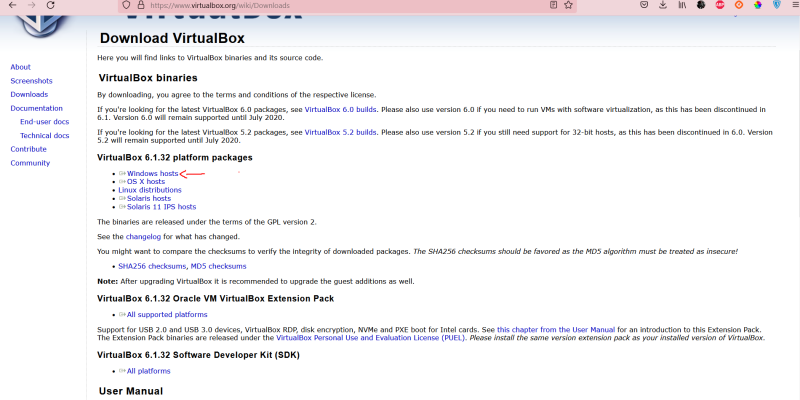 https://www.virtualbox.org/wiki/Downloads
VirtualBox
Download VirtualBox
Here you will find links to VirtualBox binaries and its source code.
About
Screenshots
Downloads
Documentation
End-user docs
Technical docs
Contribute
Community
VirtualBox binaries
By downloading, you agree to the terms and conditions of the respective license.
If you're looking for the latest VirtualBox 6.0 packages, see VirtualBox 6.0 builds. Please also use version 6.0 if you need to run VMs with software virtualization, as this has been discontinued in
6.1. Version 6.0 will remain supported until July 2020.
If you're looking for the latest VirtualBox 5.2 packages, see VirtualBox 5.2 builds. Please also use version 5.2 if you still need support for 32-bit hosts, as this has been discontinued in 6.0. Version
5.2 will remain supported until July 2020.
VirtualBox 6.1.32 platform packages
Windows hosts
OS X hosts
Linux distributions
Solaris hosts
Solaris 11 IPS hosts
The binaries are released under the terms of the GPL version 2.
See the changelog for what has changed.
You might want to compare the checksums to verify the integrity of downloaded packages. The SHA256 checksums should be favored as the MD5 algorithm must be treated as insecure!
SHA256 checksums, MD5 checksums
Note: After upgrading VirtualBox it is recommended to upgrade the guest additions as well.
VirtualBox 6.1.32 Oracle VM VirtualBox Extension Pack
All supported platforms
Support for USB 2.0 and USB 3.0 devices, VirtualBox RDP, disk encryption, NVMe and PXE boot for Intel cards. See this chapter from the User Manual for an introduction to this Extension Pack.
The Extension Pack binaries are released under the VirtualBox Personal Use and Evaluation License (PUEL). Please install the same version extension pack as your installed version of VirtualBox.
VirtualBox 6.1.32 Software Developer Kit (SDK)
All platforms
User Manual